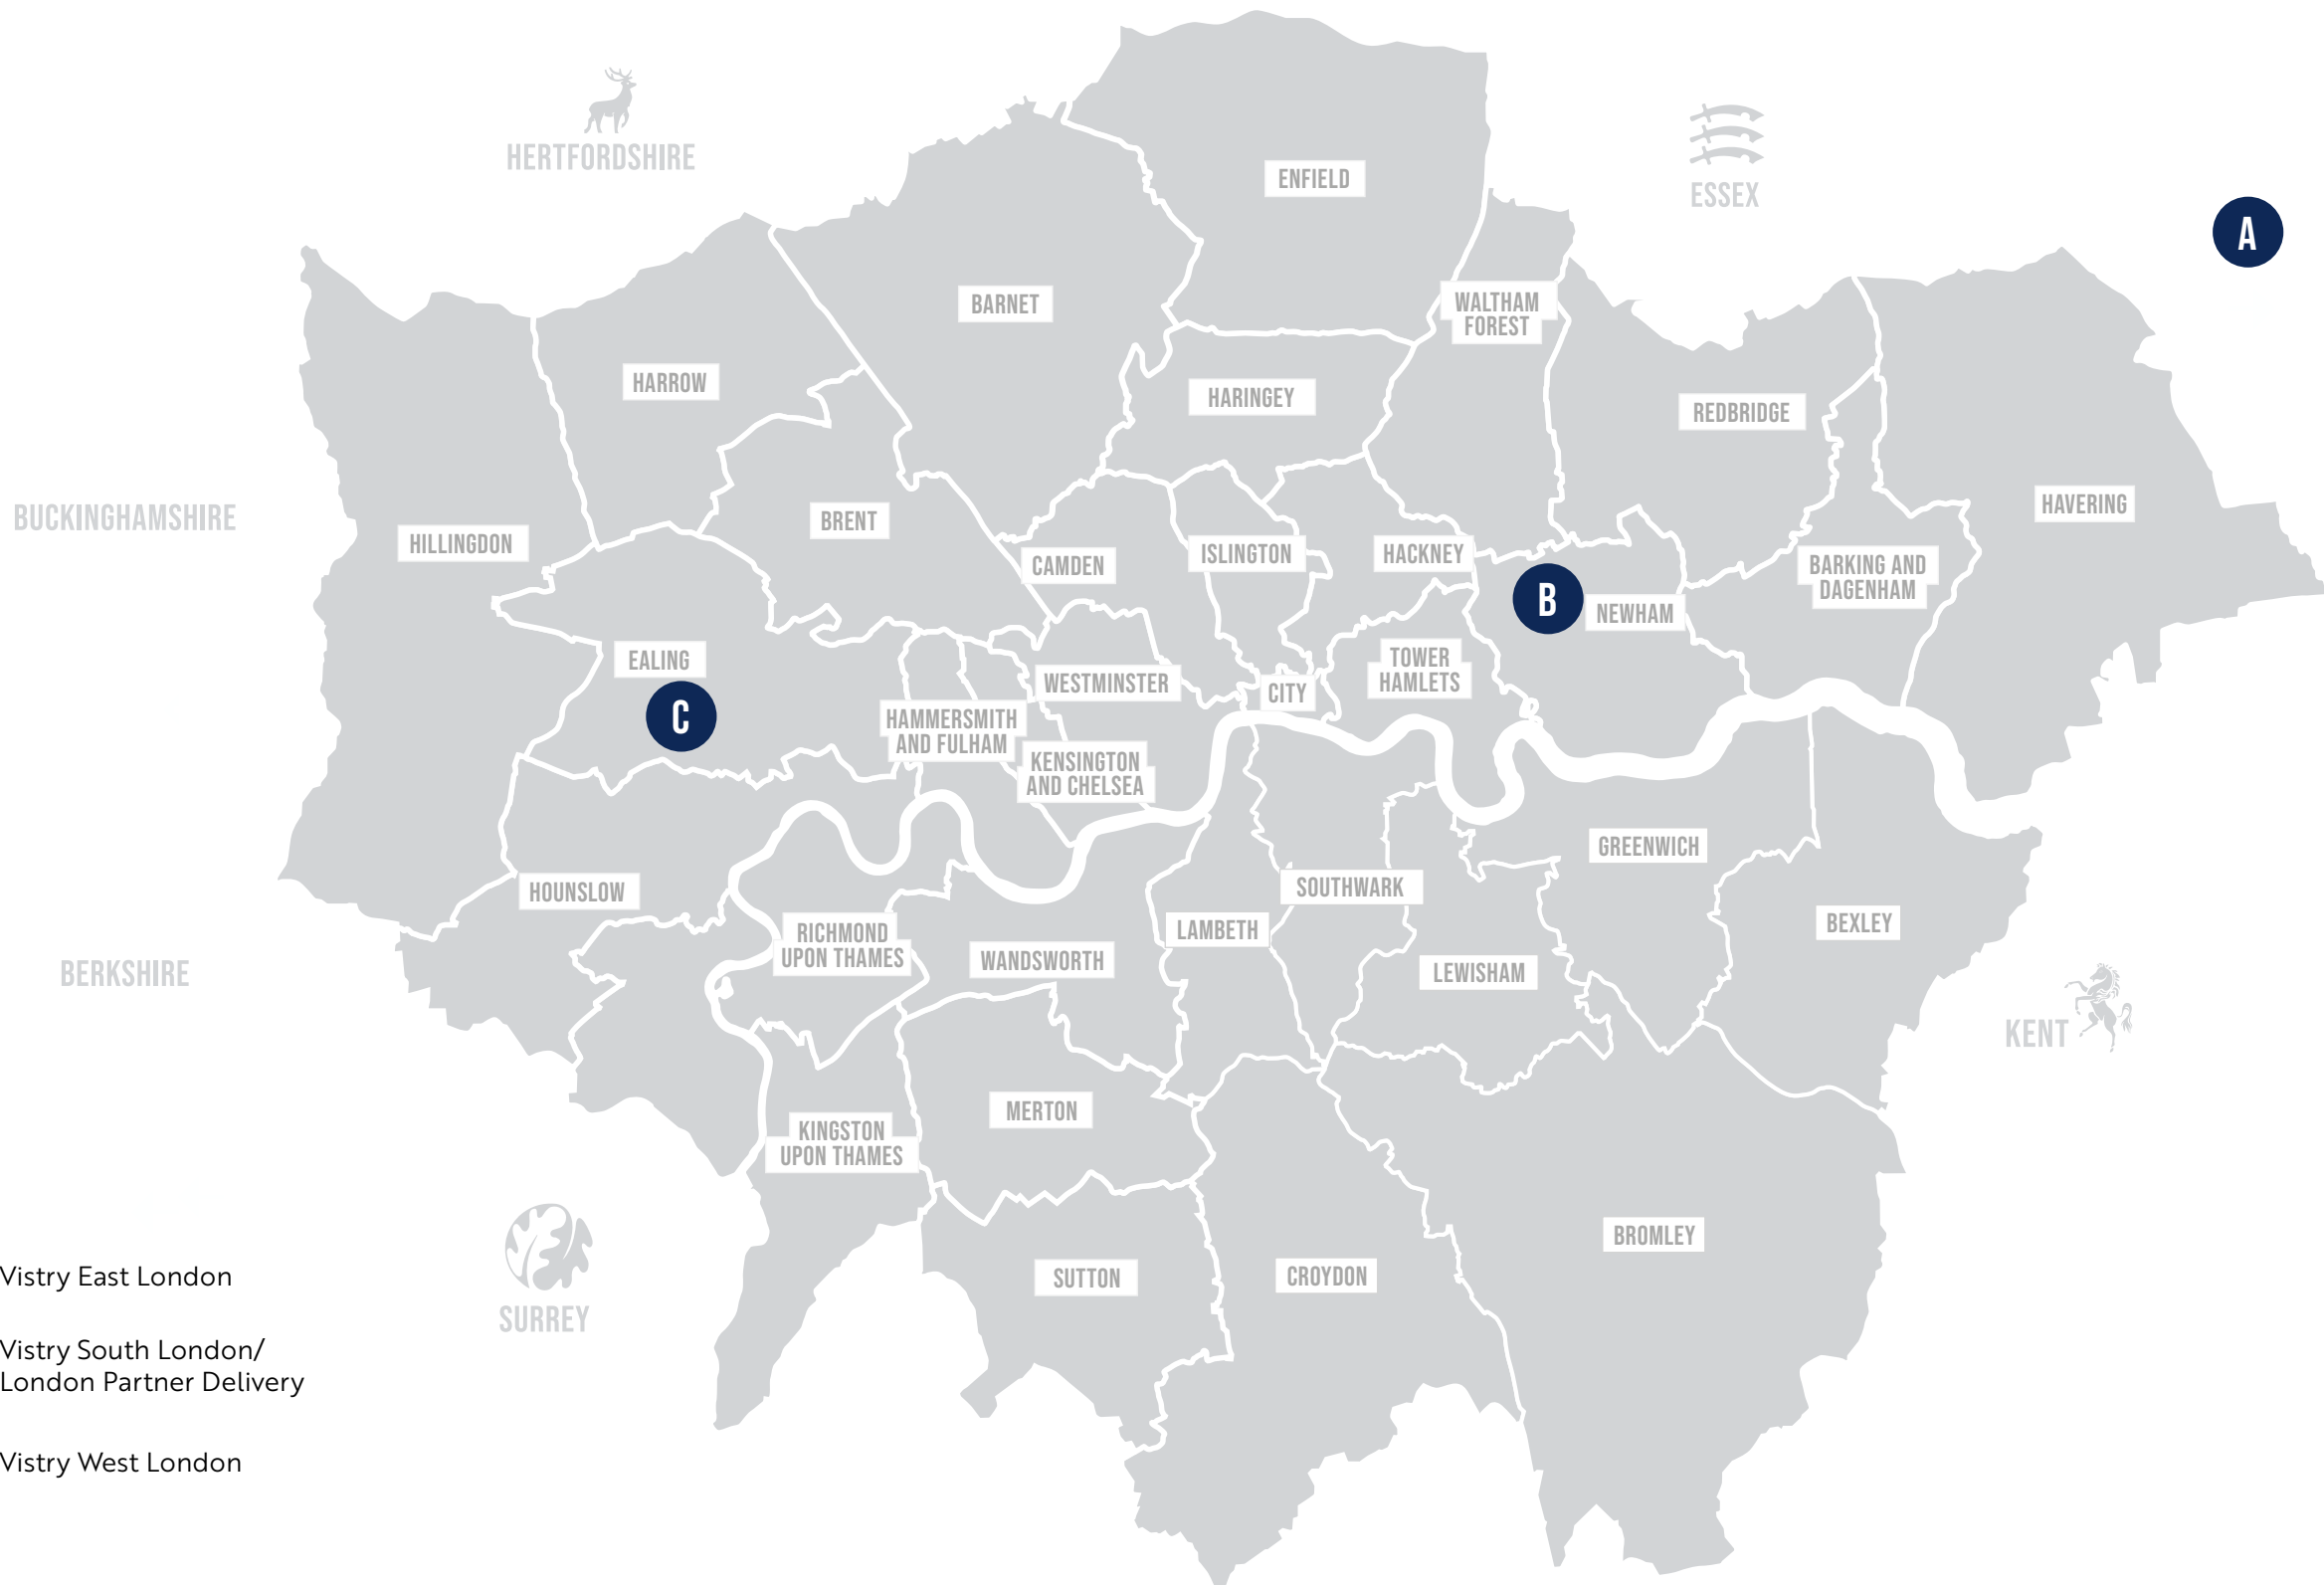 HERTFORDSHIRE
ESSEX
ENFIELD
A
BARNET
WALTHAM
FOREST
HARROW
HARINGEY
REDBRIDGE
HAVERING
BUCKINGHAMSHIRE
HILLINGDON
BRENT
CAMDEN
ISLINGTON
HACKNEY
BARKING AND
DAGENHAM
B
NEWHAM
EALING
C
WESTMINSTER
CITY
TOWER
HAMLETS
HAMMERSMITH
AND FULHAM
KENSINGTON
AND CHELSEA
GREENWICH
HOUNSLOW
SOUTHWARK
RICHMOND
UPON THAMES
LAMBETH
BEXLEY
BERKSHIRE
WANDSWORTH
LEWISHAM
KENT
MERTON
KINGSTON
UPON THAMES
BROMLEY
SURREY
SUTTON
CROYDON
Vistry East London
Vistry South London/
London Partner Delivery
Vistry West London